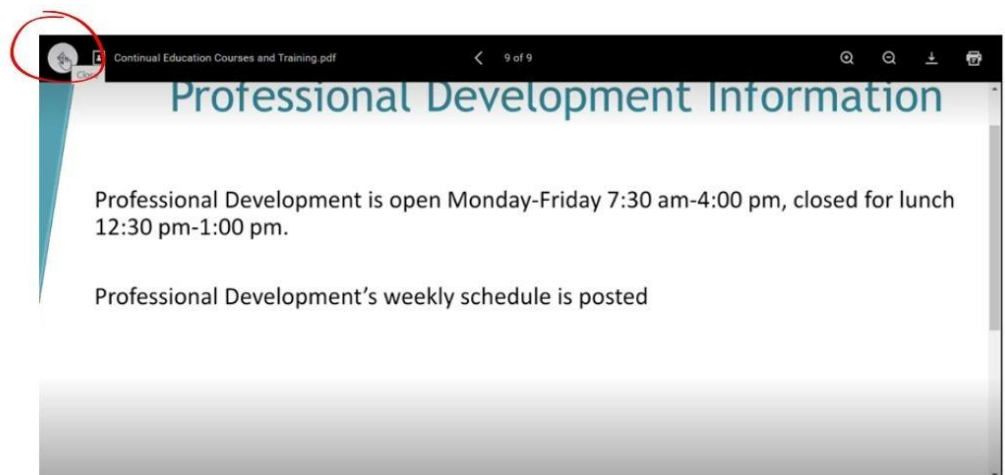 Continual Education Courses and Training.pdf
9 of 9
Close
Professional Development Information
Professional Development is open Monday-Friday 7:30 am-4:00 pm, closed for lunch
12:30 pm-1:00 pm.
Professional Development’s weekly schedule is posted